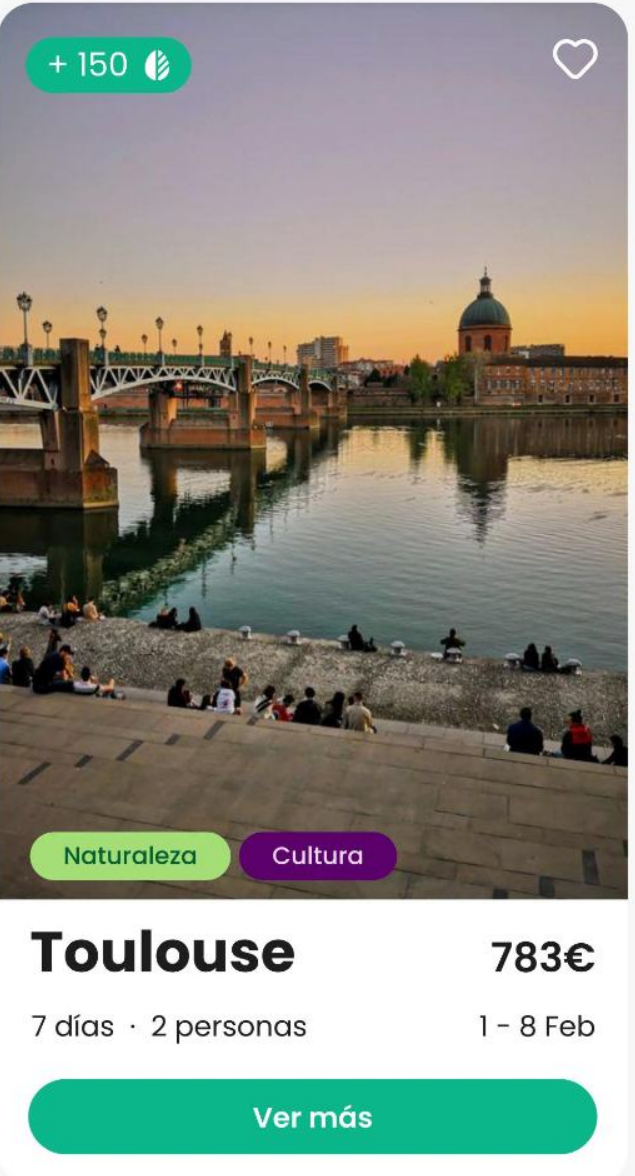 + 150
Naturaleza Cultura
Toulouse 783€
7 días · 2 personas 1 - 8 Feb
Ver más